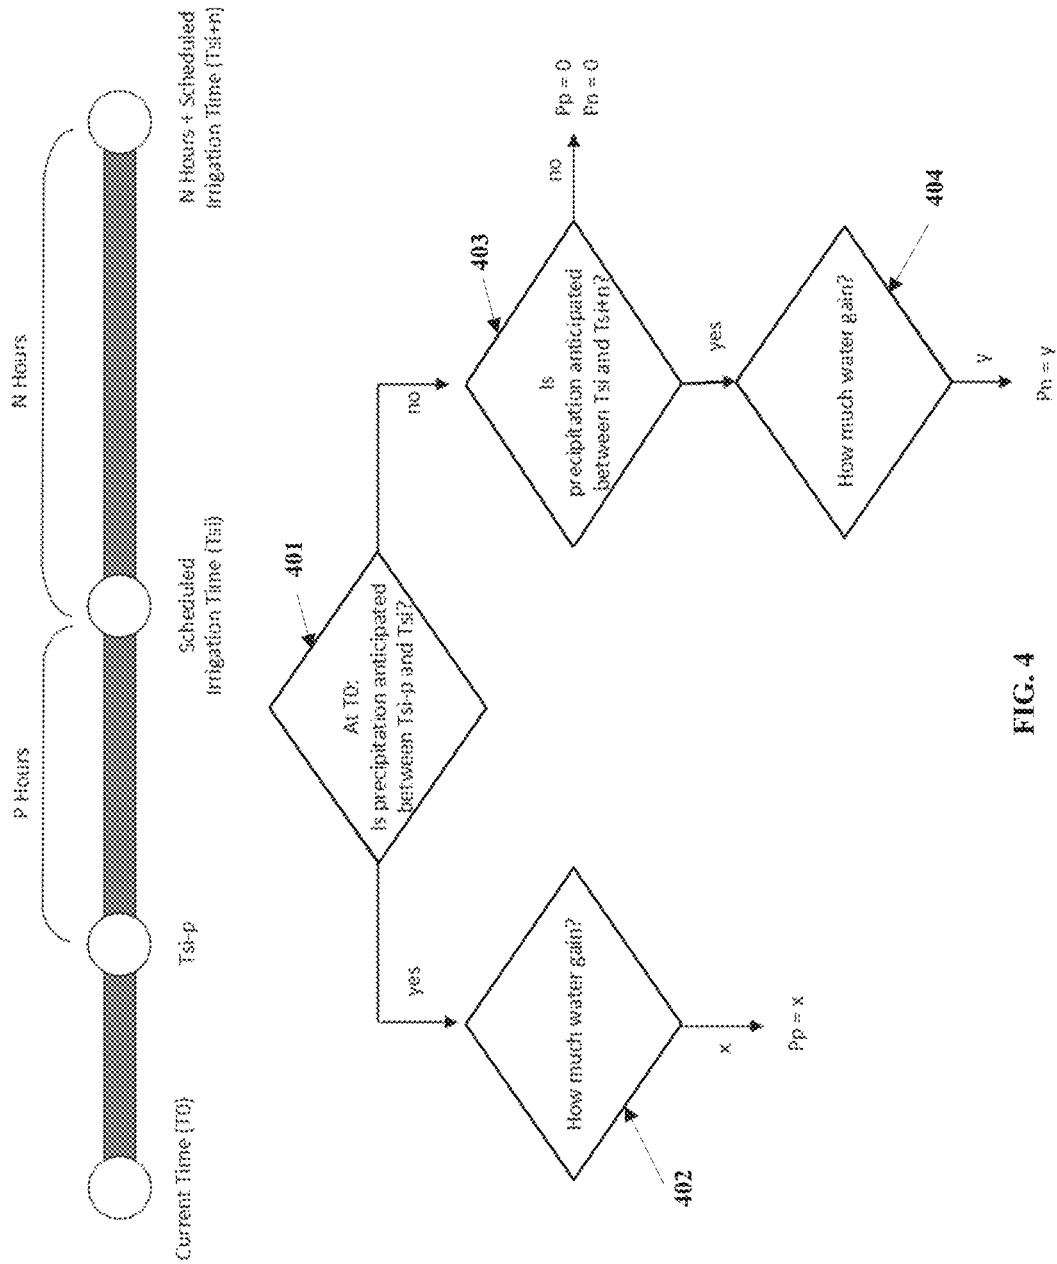 P Hours
N Hours
Current Time (T0)
Tsi-p
Scheduled
Irrigation Time (Tsi)
N Hours + Scheduled
Irrigation Time (Tsi+n)
401
At T0:
Is precipitation anticipated
between Tsi-p and Tsi?
yes
no
402
How much water gain?
x
Pp = x
403
Is
precipitation anticipated
between Tsi and Tsi+n?
no
Pp = 0
Pn = 0
yes
404
How much water gain?
y
Pn = y
FIG. 4